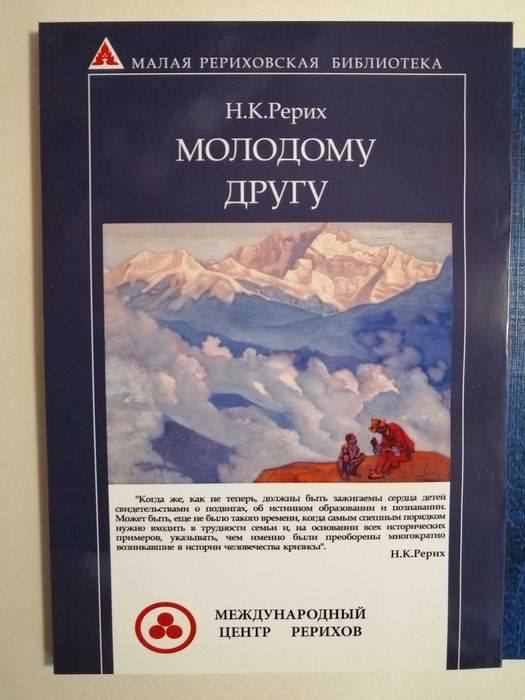 МАЛАЯ РЕРИХОВСКАЯ БИБЛИОТЕКА
Н.К.Рерих
МОЛОДОМУ
ДРУГУ
"Когда же, как не теперь, должны быть зажигаемы сердца детей
свидетельствами о подвигах, об истинном образовании и познавании.
Может быть, еще не было такого времени, когда самым спешным порядком
нужно входить в трудности семьи и, на основании всех исторических
примеров, указывать, чем именно были преоборены многократно
возникавшие в истории человечества кризисы".
Н.К.Рерих
МЕЖДУНАРОДНЫЙ
ЦЕНТР РЕРИХОВ